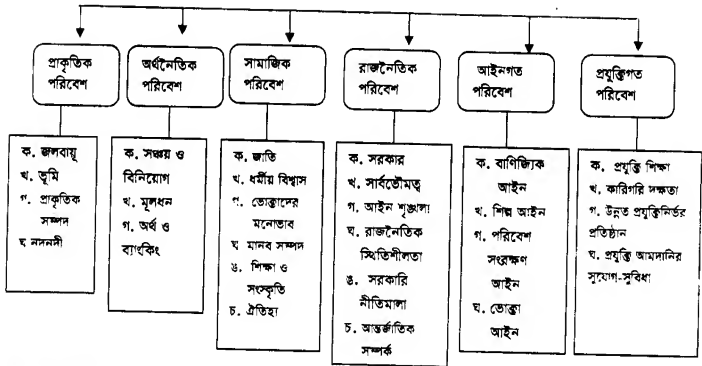 প্রাকৃতিক
পরিবেশ
অর্থনৈতিক
পরিবেশ
সামাজিক
পরিবেশ
রাজনৈতিক
পরিবেশ
আইনগত
পরিবেশ
প্রযুক্তিগত
পরিবেশ
ক. জলবায়ূ
খ. ভূমি
গ. প্রাকৃতিক
সম্পদ
ঘ নদনদী
ক. সঞ্চয় ও
বিনিয়োগ
খ. মূলধন
গ. অর্থ ও
ব্যাংকিং
ক. জাতি
খ. ধর্মীয় বিশ্বাস
গ. ভোক্তাদের
মনোভাব
ঘ মানব সম্পদ
ঙ. শিক্ষা ও
সংস্কৃতি
চ. ঐতিহ্য
ক. সরকার
খ. সার্বভৌমত্ব
গ. আইন শৃঙ্খলা
ঘ. রাজনৈতিক
স্থিতিশীলতা
ঙ. সরকারি
নীতিমালা
চ. আন্তর্জাতিক
সম্পর্ক
ক. বাণিজ্যিক
আইন
খ. শিল্প আইন
গ. পরিবেশ
সংরক্ষণ
আইন
ঘ. ভোক্তা
আইন
ক. প্রযুক্তি শিক্ষা
খ. কারিগরি দক্ষতা
গ. উন্নত প্রযুক্তিনির্ভর
প্রতিষ্ঠান
ঘ. প্রযুক্তি আমদানির
সুযোগ-সুবিধা